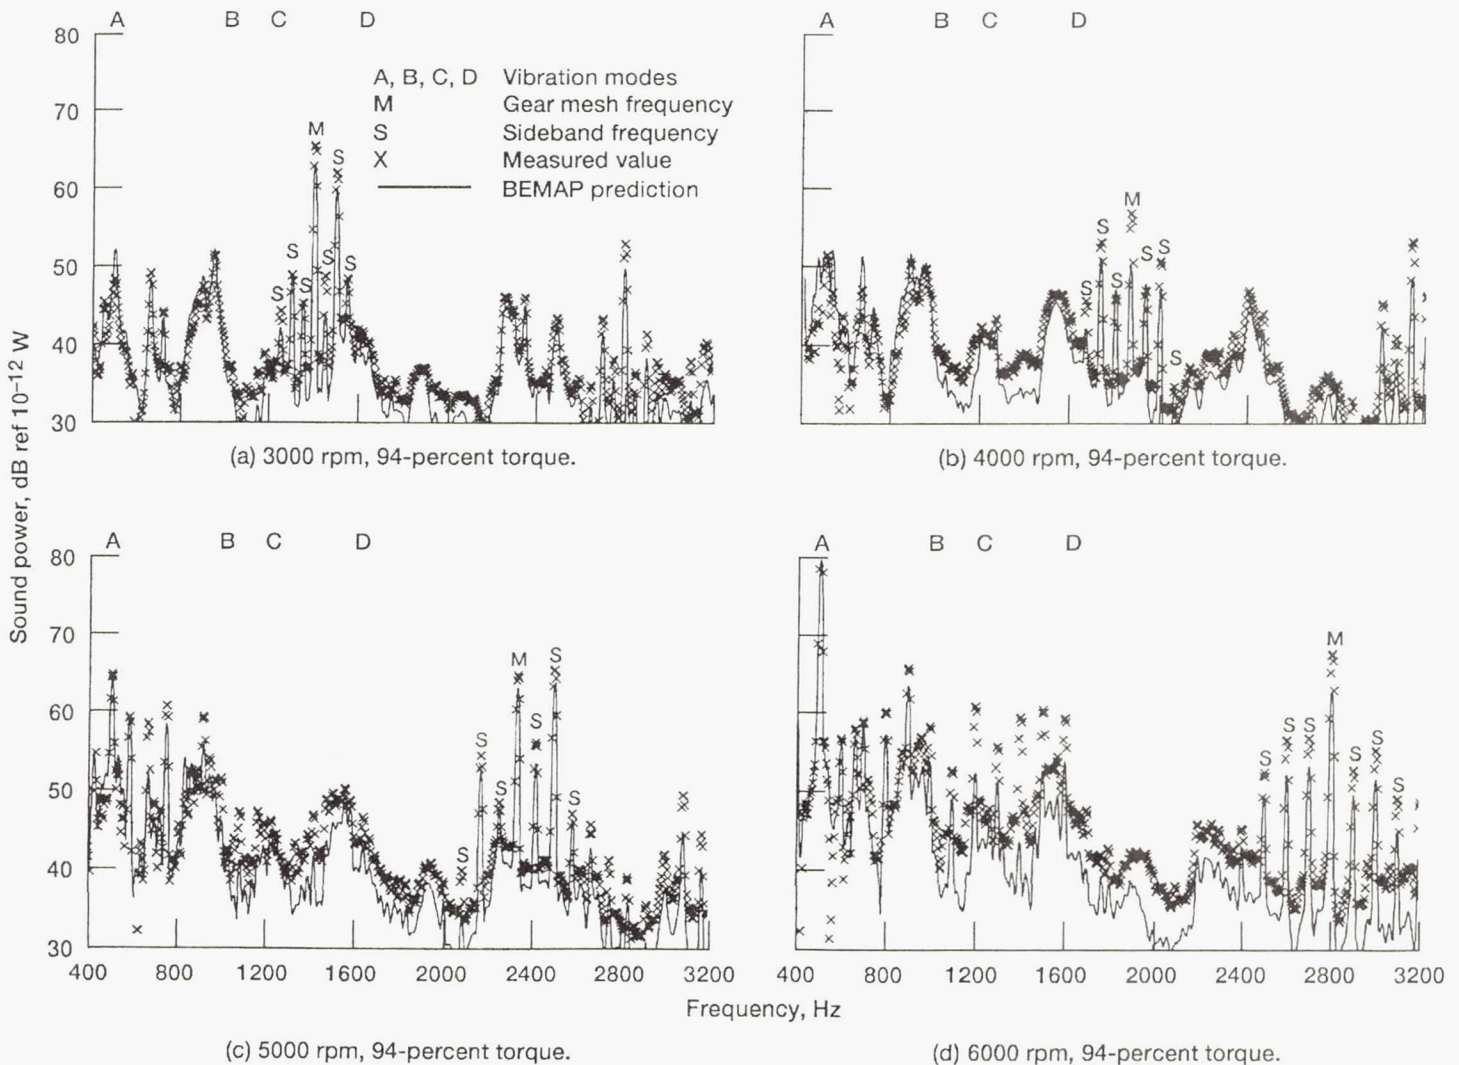 A B C D
A B C D
80
70
60
50
40
30
A, B, C, D Vibration modes
M Gear mesh frequency
S Sideband frequency
X Measured value
BEMAP prediction
M
S
S
S
S
S
S
M
S
S
S
S
S
S
(a) 3000 rpm, 94-percent torque.
(b) 4000 rpm, 94-percent torque.
Sound power, dB ref 10–12 W
A B C D
A B C D
80
70
60
50
40
30
M
S
S
S
S
S
S
M
S
S
S
S
S
S
400 800 1200 1600 2000 2400 2800 3200
400 800 1200 1600 2000 2400 2800 3200
Frequency, Hz
(c) 5000 rpm, 94-percent torque.
(d) 6000 rpm, 94-percent torque.